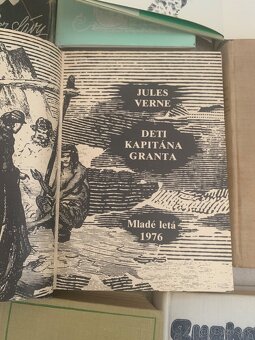 JULES
VERNE
DETI
KAPITÁNA
GRANTA
Mladé letá
1976